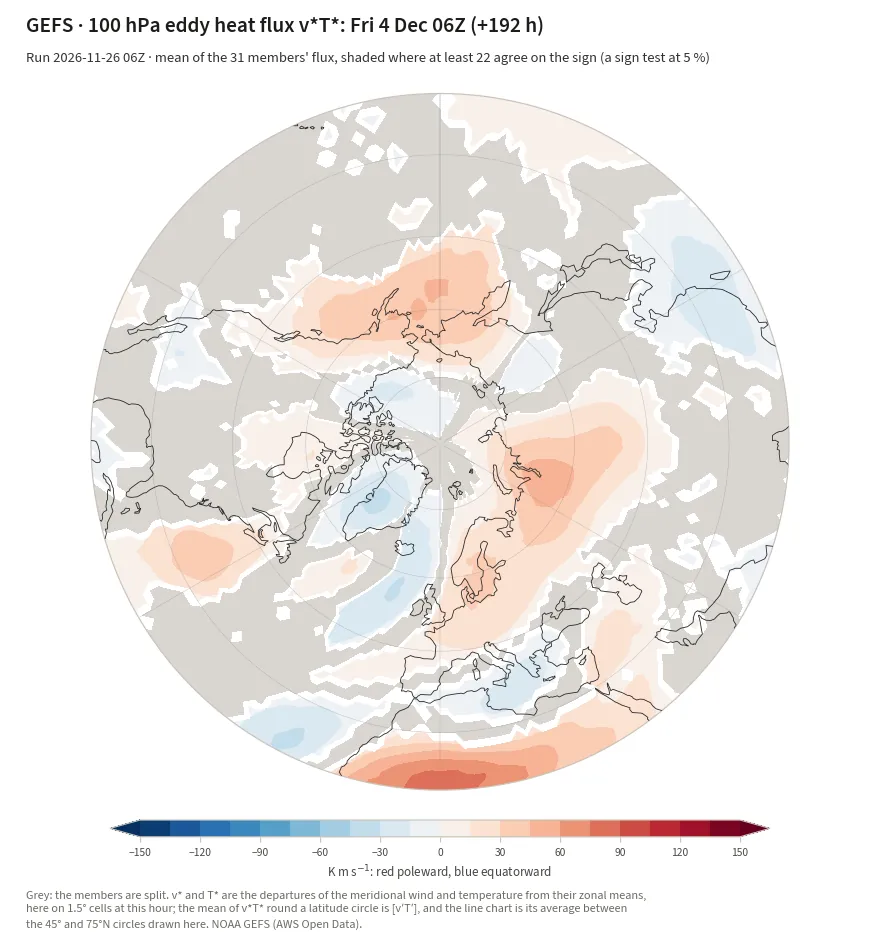 GEFS · 100 hPa eddy heat flux v*T*: Fri 4 Dec 06Z (+192 h)
Run 2026-11-26 06Z · mean of the 31 members' flux, shaded where at least 22 agree on the sign (a sign test at 5 %)
−150 −120 −90 −60 −30 0 30 60 90 120 150
K m s⁻¹: red poleward, blue equatorward
Grey: the members are split. v* and T* are the departures of the meridional wind and temperature from their zonal means,
here on 1.5° cells at this hour; the mean of v*T* round a latitude circle is [v'T'], and the line chart is its average between
the 45° and 75°N circles drawn here. NOAA GEFS (AWS Open Data).